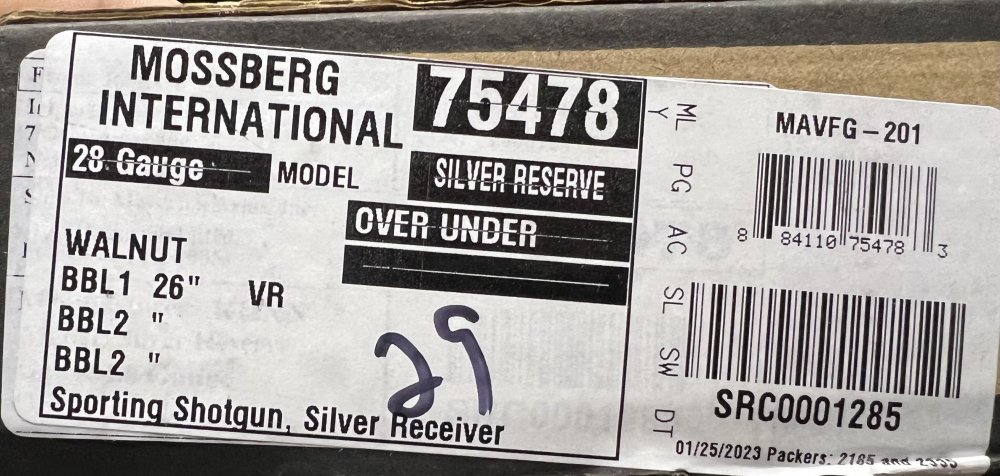 MOSSBERG
INTERNATIONAL
75478
28 Gauge
MODEL
SILVER RESERVE
OVER UNDER
WALNUT
BBL1 26" VR
BBL2 "
BBL2 "
Sporting Shotgun, Silver Receiver
29
ML PG AC SL SW DT
Y
MAVFG-201
8 84110 75478 3
SRC0001285
01/25/2023 Packers: 2185 and